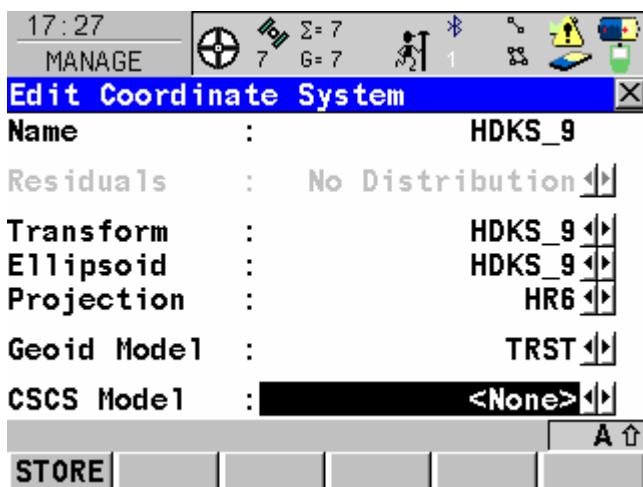 17:27
MANAGE
7
Σ= 7
G= 7
1
Edit Coordinate System
Name : HDKS_9
Residuals : No Distribution
Transform : HDKS_9
Ellipsoid : HDKS_9
Projection : HR6
Geoid Model : TRST
CSCS Model : <None>
A
STORE